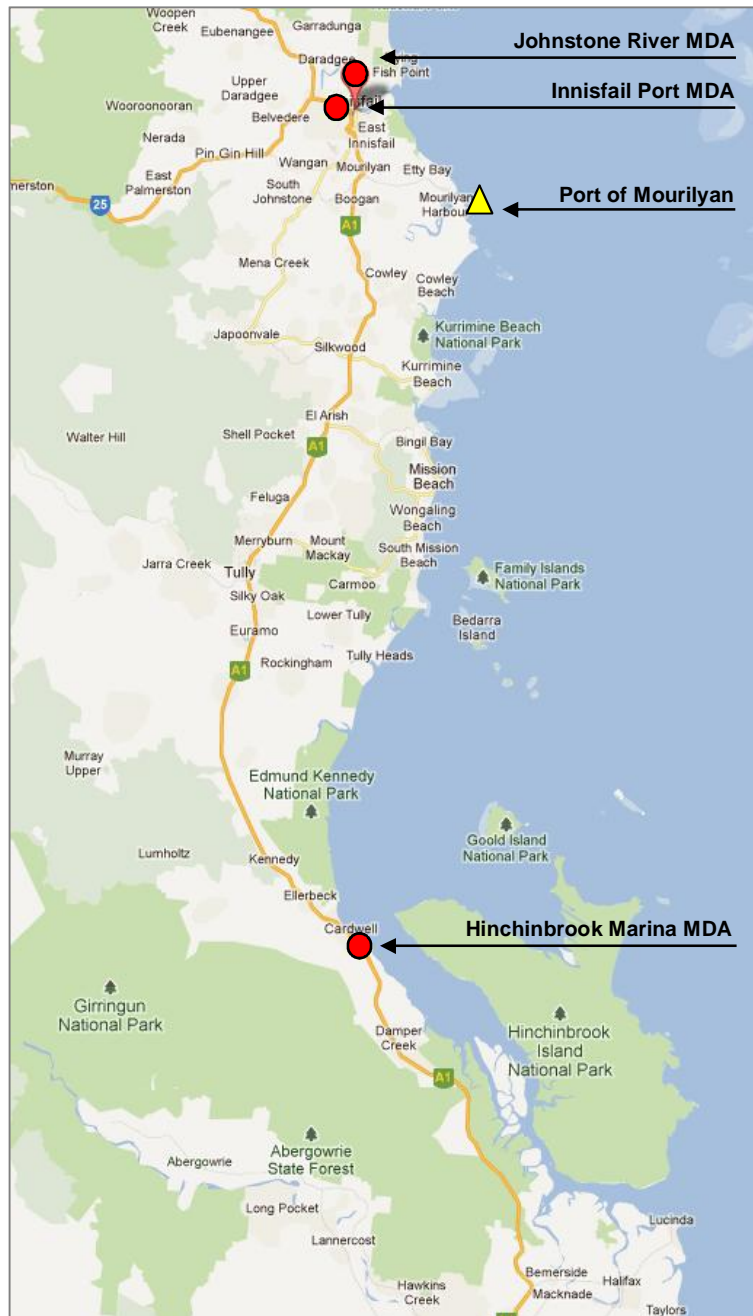 Woopen
Creek
Garradunga
Eubenangee
Johnstone River MDA
Daradgee
Fish Point
Upper
Daradgee
Innisfail Port MDA
Wooroonooran
Belvedere
East
Innisfail
Nerada
Pin Gin Hill
Wangan
Mourilyan
Etty Bay
merston
East
Palmerston
25
South
Johnstone
Boogan
Mourilyan
Harbour
Port of Mourilyan
A1
Mena Creek
Cowley
Cowley
Beach
Japoonvale
Silkwood
Kurrimine Beach
National Park
Kurrimine
Beach
El Arish
Walter Hill
Shell Pocket
A1
Bingil Bay
Mission
Beach
Feluga
Wongaling
Beach
Merryburn
Mount
Mackay
South Mission
Beach
Jarra Creek
Tully
Carmoo
Family Islands
National Park
Silky Oak
Lower Tully
Bedarra
Island
Euramo
Rockingham
Tully Heads
A1
Murray
Upper
Edmund Kennedy
National Park
Lumholtz
Kennedy
Goold Island
National Park
Ellerbeck
Cardwell
Hinchinbrook Marina MDA
Girringun
National Park
Damper
Creek
Hinchinbrook
Island
National Park
A1
Abergowrie
Abergowrie
State Forest
Long Pocket
Lannercost
Lucinda
Bemerside
Halifax
Hawkins
Creek
Macknade
A1
Taylors